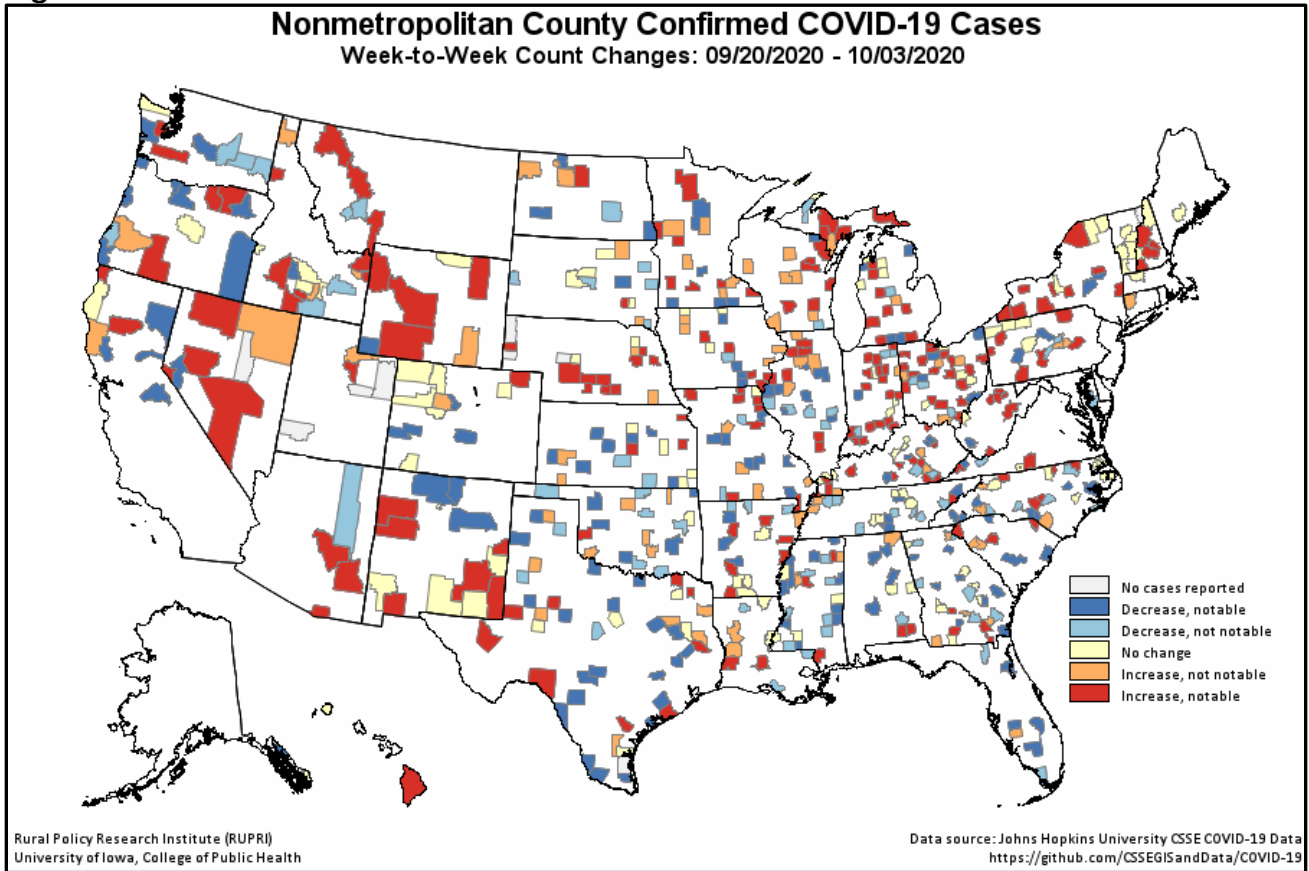 Nonmetropolitan County Confirmed COVID-19 Cases
Week-to-Week Count Changes: 09/20/2020 - 10/03/2020
No cases reported
Decrease, notable
Decrease, not notable
No change
Increase, not notable
Increase, notable
Rural Policy Research Institute (RUPRI)
University of Iowa, College of Public Health
Data source: Johns Hopkins University CSSE COVID-19 Data
https://github.com/CSSEGISandData/COVID-19